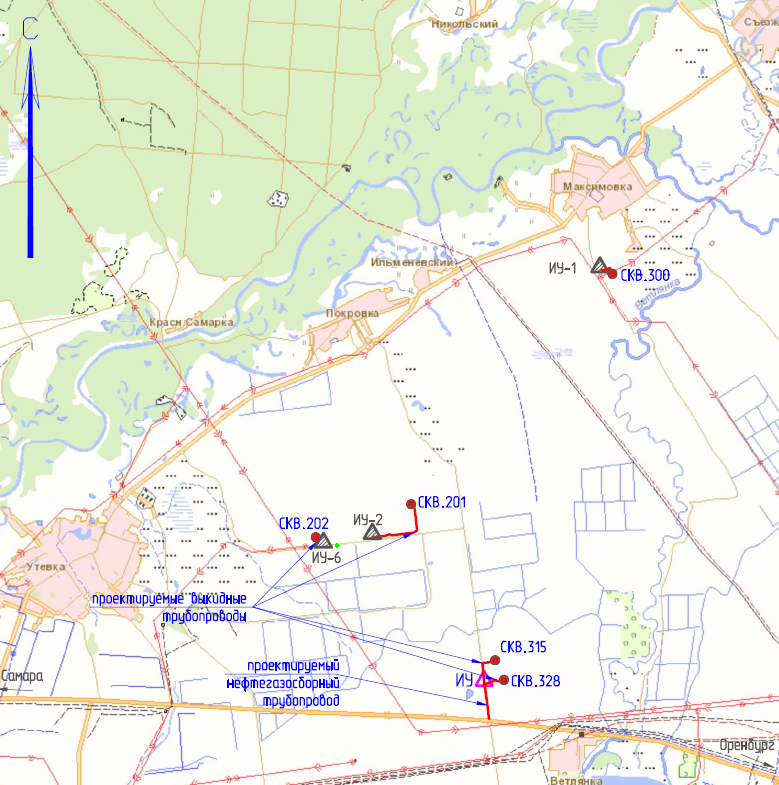 С
Никольский
Съезж
Максимовка
ИУ-1
СКВ.300
Ветлянка
Ильменевский
Покровка
Красн.Самарка
СКВ.201
ИУ-2
СКВ.202
ИУ-6
Утевка
проектируемые выкидные
трубопроводы
СКВ.315
проектируемый
нефтегазосборный
трубопровод
ИУ
СКВ.328
Самара
Оренбург
Ветлянка